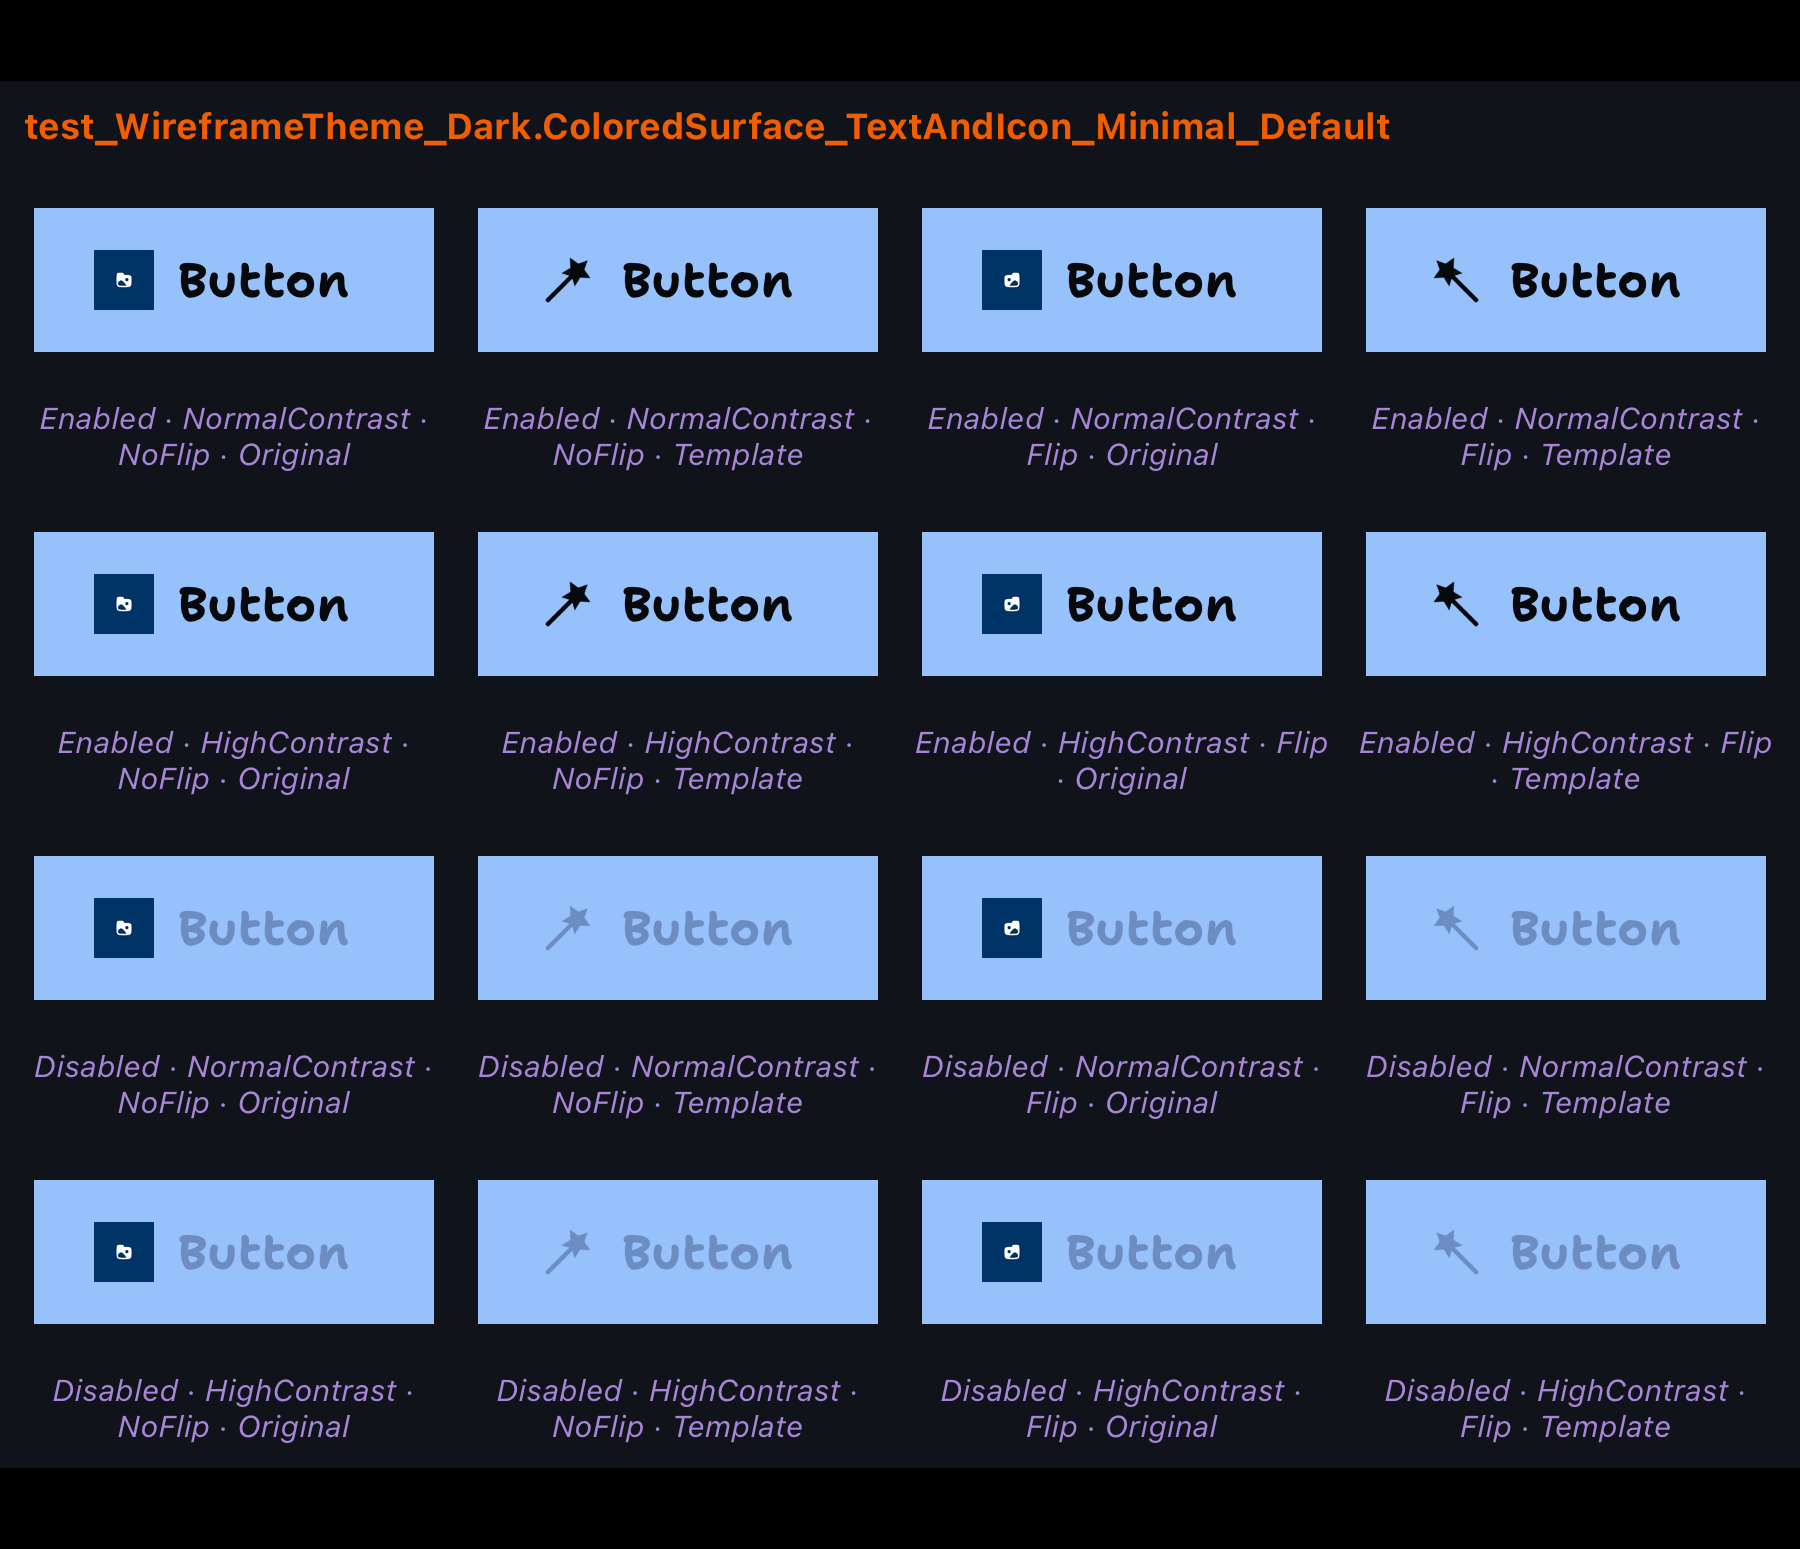 test_WireframeTheme_Dark.ColoredSurface_TextAndIcon_Minimal_Default
Button Button Button Button
Enabled · NormalContrast ·
NoFlip · Original
Enabled · NormalContrast ·
NoFlip · Template
Enabled · NormalContrast ·
Flip · Original
Enabled · NormalContrast ·
Flip · Template
Button Button Button Button
Enabled · HighContrast ·
NoFlip · Original
Enabled · HighContrast ·
NoFlip · Template
Enabled · HighContrast · Flip
· Original
Enabled · HighContrast · Flip
· Template
Button Button Button Button
Disabled · NormalContrast ·
NoFlip · Original
Disabled · NormalContrast ·
NoFlip · Template
Disabled · NormalContrast ·
Flip · Original
Disabled · NormalContrast ·
Flip · Template
Button Button Button Button
Disabled · HighContrast ·
NoFlip · Original
Disabled · HighContrast ·
NoFlip · Template
Disabled · HighContrast ·
Flip · Original
Disabled · HighContrast ·
Flip · Template